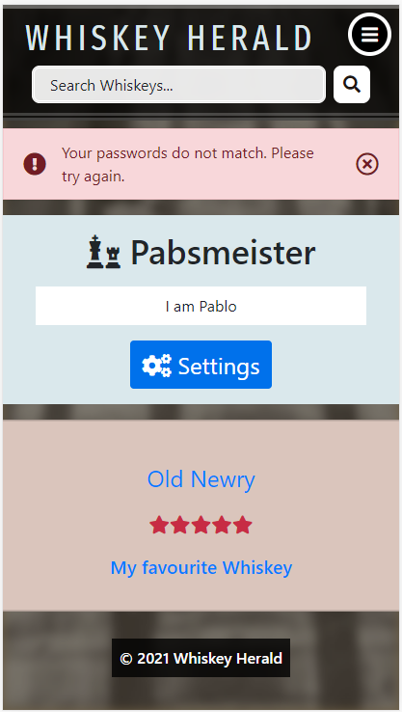 WHISKEY HERALD
Search Whiskeys...
Your passwords do not match. Please
try again.
Pabsmeister
I am Pablo
Settings
Old Newry
My favourite Whiskey
© 2021 Whiskey Herald